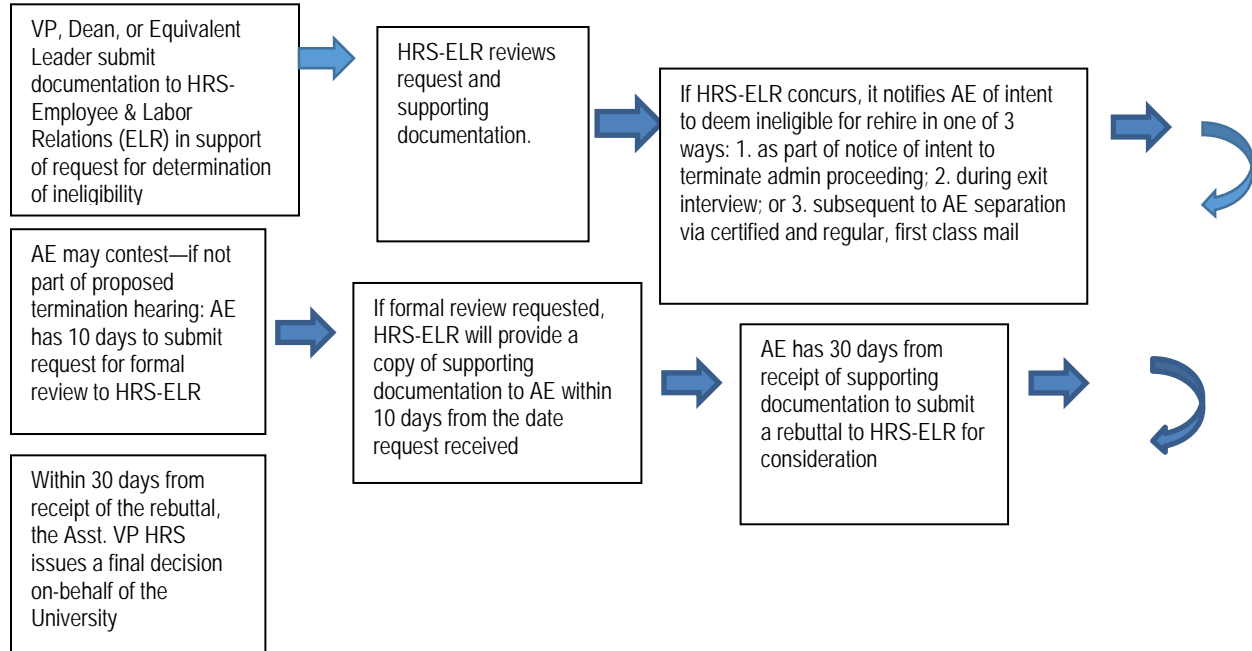 VP, Dean, or Equivalent
Leader submit
documentation to HRS-
Employee & Labor
Relations (ELR) in support
of request for determination
of ineligibility
HRS-ELR reviews
request and
supporting
documentation.
If HRS-ELR concurs, it notifies AE of intent
to deem ineligible for rehire in one of 3
ways: 1. as part of notice of intent to
terminate admin proceeding; 2. during exit
interview; or 3. subsequent to AE separation
via certified and regular, first class mail
AE may contest—if not
part of proposed
termination hearing: AE
has 10 days to submit
request for formal
review to HRS-ELR
If formal review requested,
HRS-ELR will provide a
copy of supporting
documentation to AE within
10 days from the date
request received
AE has 30 days from
receipt of supporting
documentation to submit
a rebuttal to HRS-ELR for
consideration
Within 30 days from
receipt of the rebuttal,
the Asst. VP HRS
issues a final decision
on-behalf of the
University